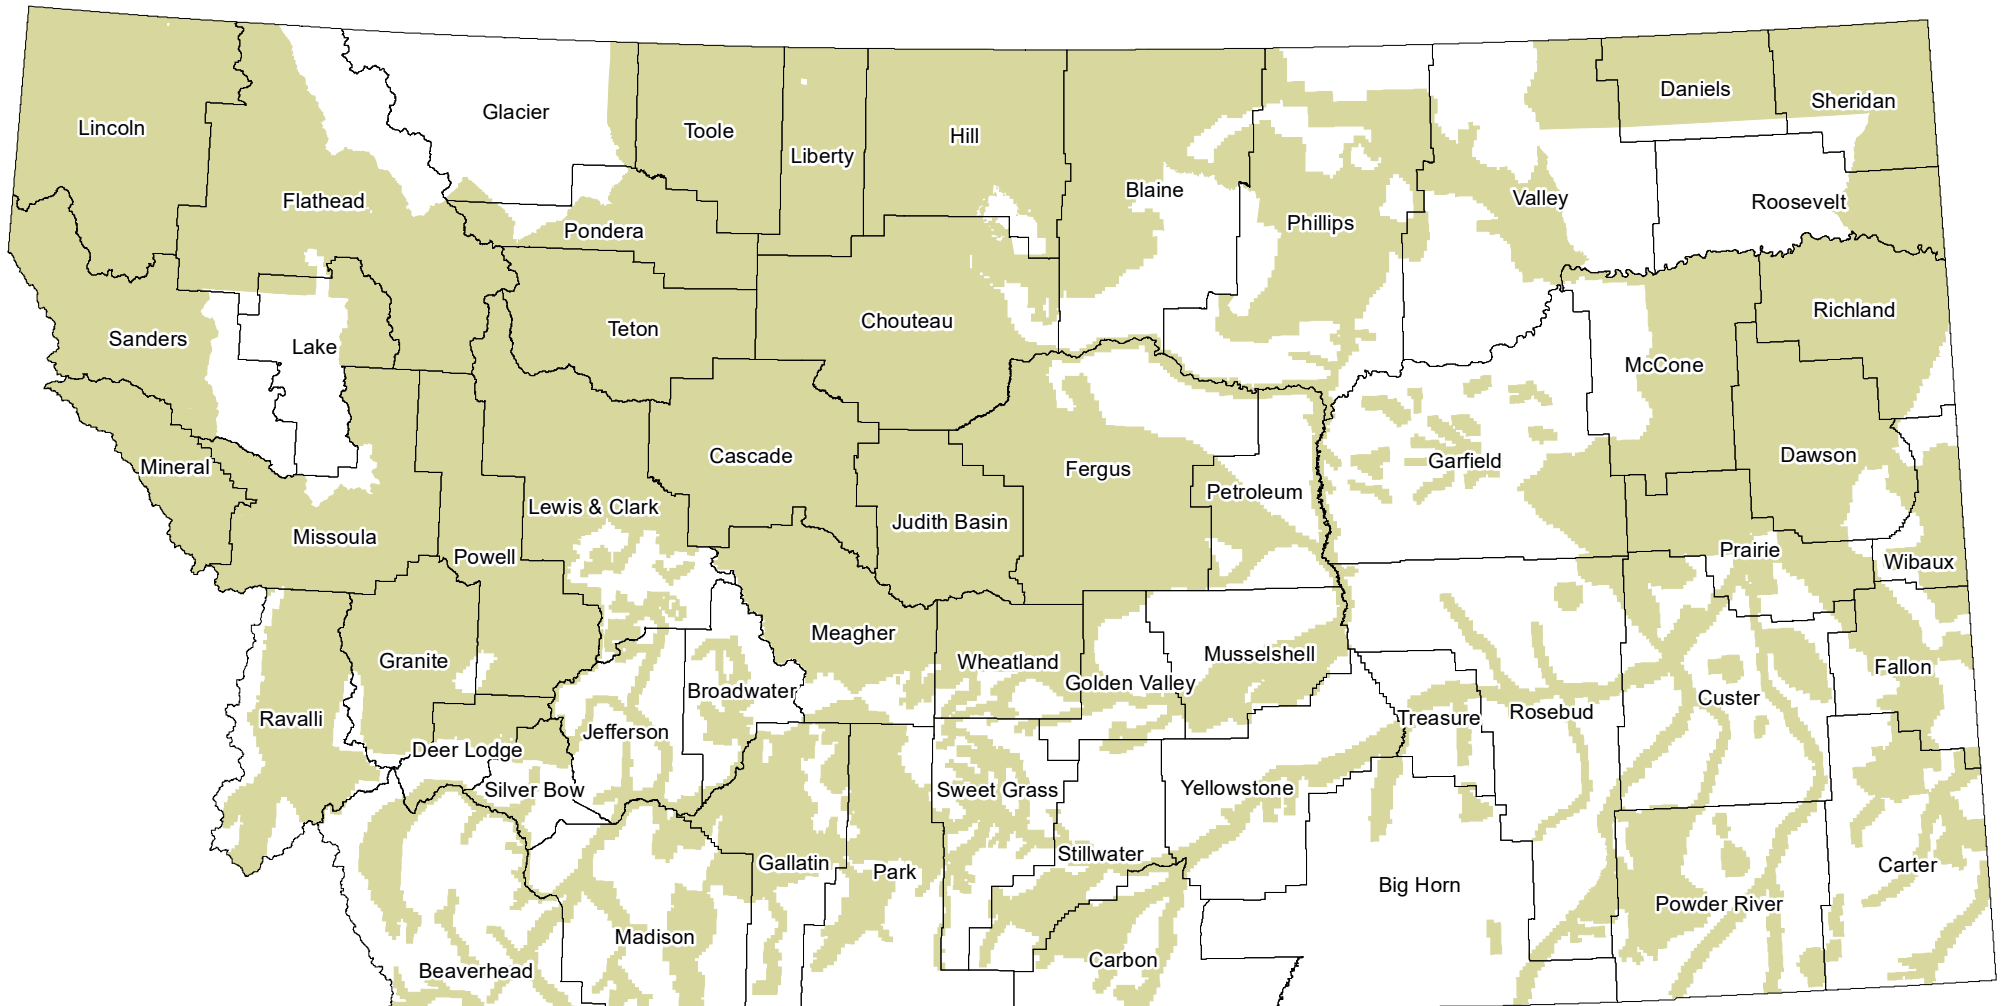 Daniels
Sheridan
Glacier
Lincoln
Toole
Hill
Liberty
Blaine
Valley
Flathead
Roosevelt
Phillips
Pondera
Richland
Chouteau
Teton
Sanders
Lake
McCone
Dawson
Cascade
Garfield
Mineral
Fergus
Petroleum
Lewis & Clark
Judith Basin
Missoula
Prairie
Powell
Wibaux
Meagher
Musselshell
Granite
Wheatland
Fallon
Golden Valley
Broadwater
Custer
Rosebud
Ravalli
Treasure
Jefferson
Deer Lodge
Yellowstone
Silver Bow
Sweet Grass
Stillwater
Gallatin
Carter
Park
Big Horn
Powder River
Madison
Carbon
Beaverhead